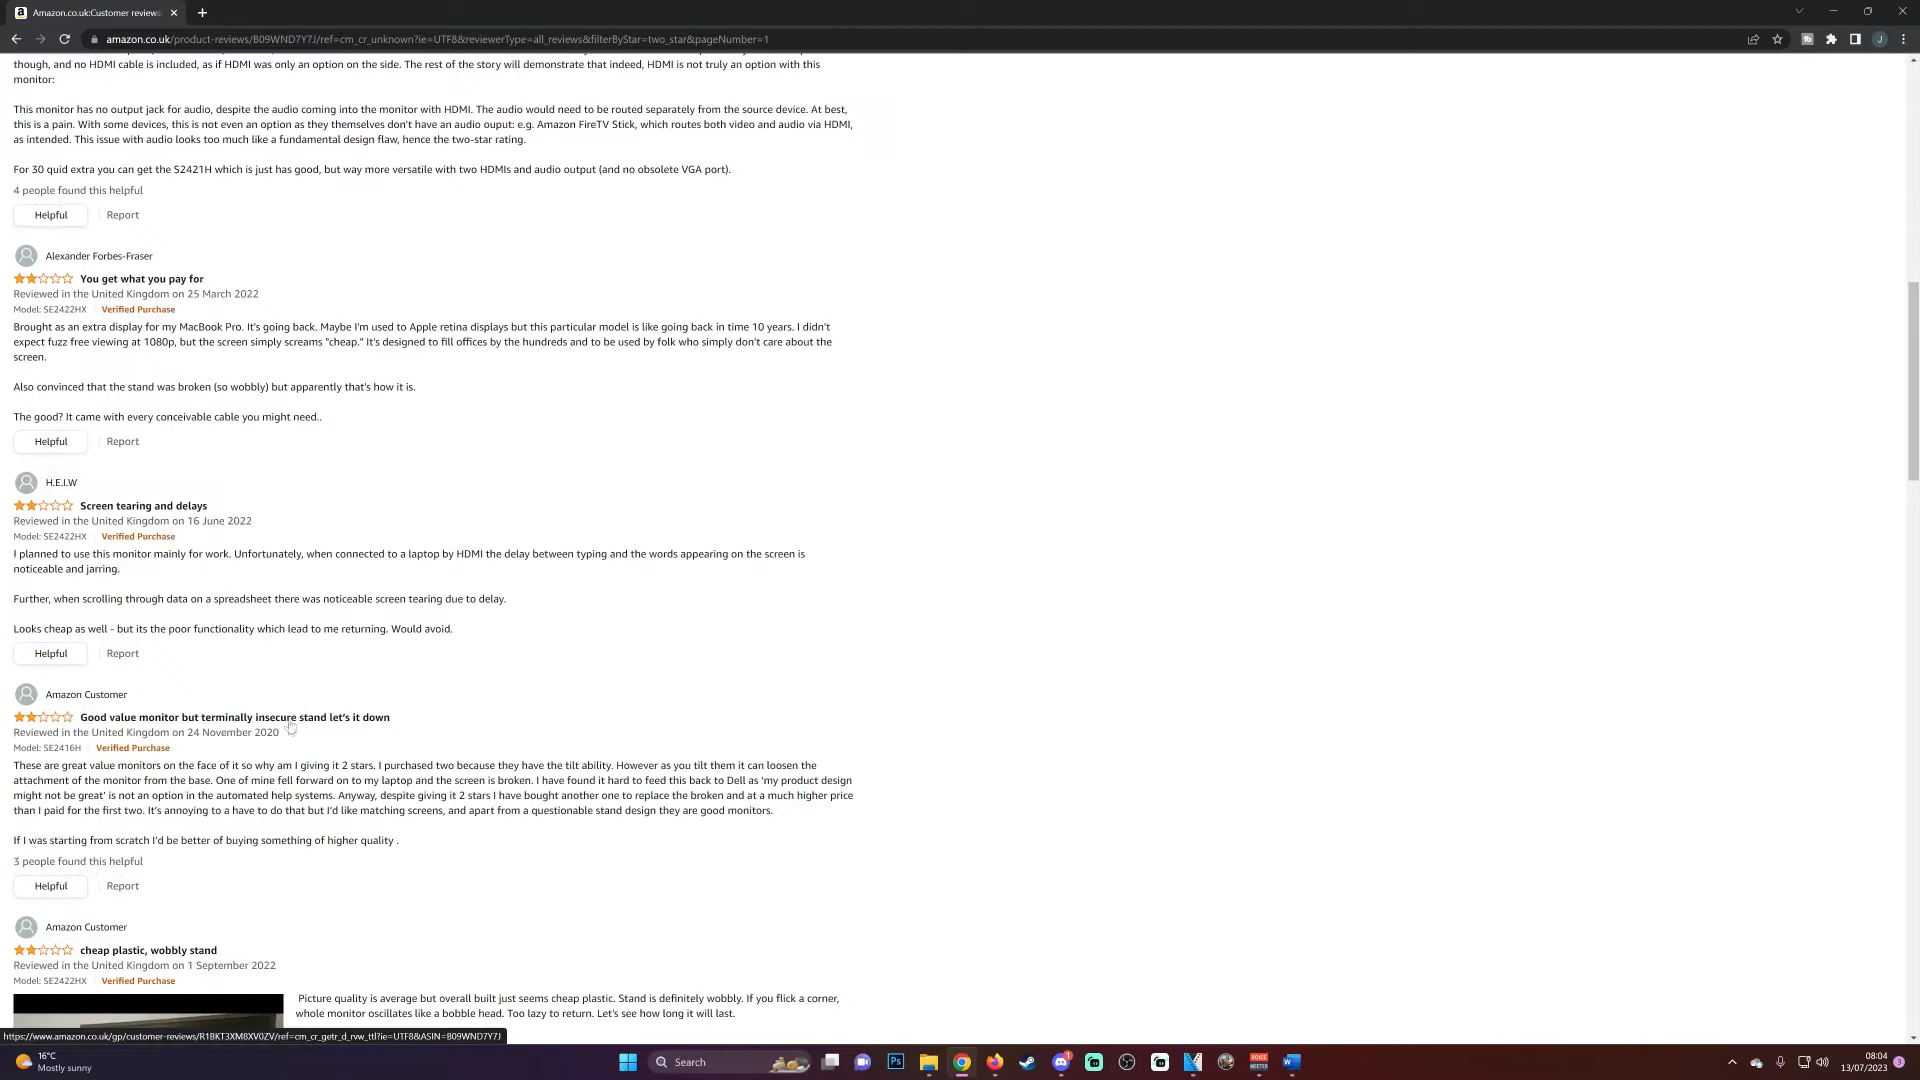 Amazon.co.uk:Customer reviews
amazon.co.uk/product-reviews/B09WND7Y7J/ref=cm_cr_unknown?ie=UTF8&reviewerType=all_reviews&filterByStar=two_star&pageNumber=1
though, and no HDMI cable is included, as if HDMI was only an option on the side. The rest of the story will demonstrate that indeed, HDMI is not truly an option with this
monitor:
This monitor has no output jack for audio, despite the audio coming into the monitor with HDMI. The audio would need to be routed separately from the source device. At best,
this is a pain. With some devices, this is not even an option as they themselves don't have an audio ouput: e.g. Amazon FireTV Stick, which routes both video and audio via HDMI,
as intended. This issue with audio looks too much like a fundamental design flaw, hence the two-star rating.
For 30 quid extra you can get the S2421H which is just has good, but way more versatile with two HDMIs and audio output (and no obsolete VGA port).
4 people found this helpful
Helpful Report
Alexander Forbes-Fraser
You get what you pay for
Reviewed in the United Kingdom on 25 March 2022
Model: SE2422HX Verified Purchase
Brought as an extra display for my MacBook Pro. It's going back. Maybe I'm used to Apple retina displays but this particular model is like going back in time 10 years. I didn't
expect fuzz free viewing at 1080p, but the screen simply screams "cheap." It's designed to fill offices by the hundreds and to be used by folk who simply don't care about the
screen.
Also convinced that the stand was broken (so wobbly) but apparently that's how it is.
The good? It came with every conceivable cable you might need..
Helpful Report
H.E.I.W
Screen tearing and delays
Reviewed in the United Kingdom on 16 June 2022
Model: SE2422HX Verified Purchase
I planned to use this monitor mainly for work. Unfortunately, when connected to a laptop by HDMI the delay between typing and the words appearing on the screen is
noticeable and jarring.
Further, when scrolling through data on a spreadsheet there was noticeable screen tearing due to delay.
Looks cheap as well - but its the poor functionality which lead to me returning. Would avoid.
Helpful Report
Amazon Customer
Good value monitor but terminally insecure stand let's it down
Reviewed in the United Kingdom on 24 November 2020
Model: SE2416H Verified Purchase
These are great value monitors on the face of it so why am I giving it 2 stars. I purchased two because they have the tilt ability. However as you tilt them it can loosen the
attachment of the monitor from the base. One of mine fell forward on to my laptop and the screen is broken. I have found it hard to feed this back to Dell as 'my product design
might not be great' is not an option in the automated help systems. Anyway, despite giving it 2 stars I have bought another one to replace the broken and at a much higher price
than I paid for the first two. It's annoying to a have to do that but I'd like matching screens, and apart from a questionable stand design they are good monitors.
If I was starting from scratch I'd be better of buying something of higher quality .
3 people found this helpful
Helpful Report
Amazon Customer
cheap plastic, wobbly stand
Reviewed in the United Kingdom on 1 September 2022
Model: SE2422HX Verified Purchase
Picture quality is average but overall built just seems cheap plastic. Stand is definitely wobbly. If you flick a corner,
whole monitor oscillates like a bobble head. Too lazy to return. Let's see how long it will last.
https://www.amazon.co.uk/gp/customer-reviews/R1BKT3XM8XV0ZV/ref=cm_cr_getr_d_rvw_ttl?ie=UTF8&ASIN=B09WND7Y7J
16°C
Mostly sunny
Search
08:04
13/07/2023